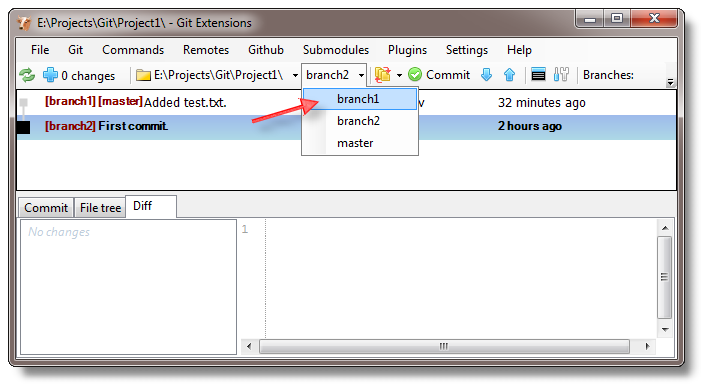 E:\Projects\Git\Project1\ - Git Extensions
File Git Commands Remotes Github Submodules Plugins Settings Help
0 changes E:\Projects\Git\Project1\ branch2 Commit Branches:
[branch1] [master] Added test.txt. v 32 minutes ago
branch1
branch2
[branch2] First commit. 2 hours ago
master
Commit File tree Diff
No changes
1